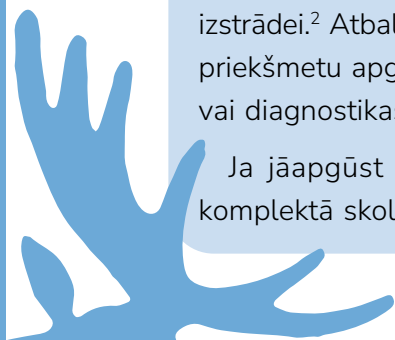 izstrādei.² Atbal
priekšmetu apg
vai diagnostikas
Ja jāapgūst
komplektā skol